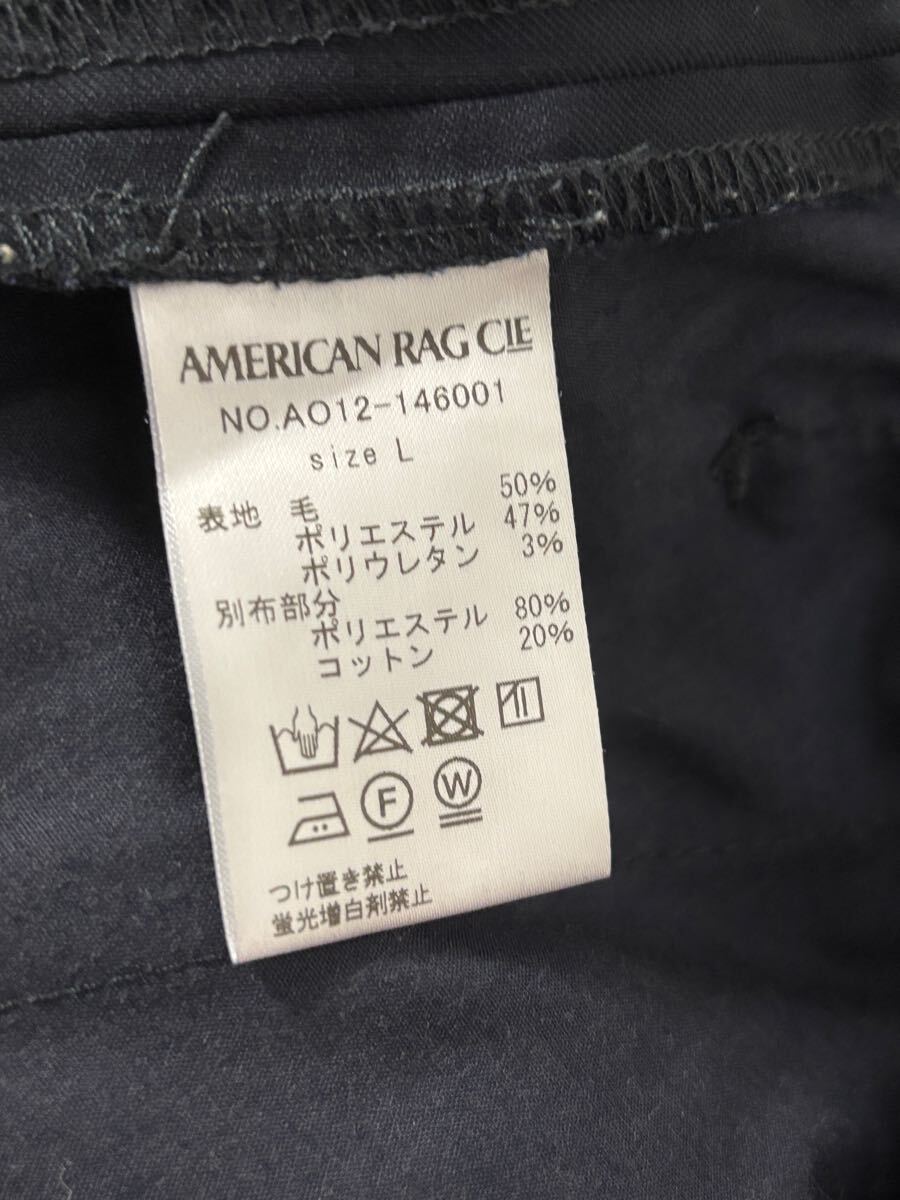 AMERICAN RAG CIE
NO.AO12-146001
size L
表地 毛 50%
ポリエステル 47%
ポリウレタン 3%
別布部分
ポリエステル 80%
コットン 20%
F W
つけ置き禁止
蛍光増白剤禁止